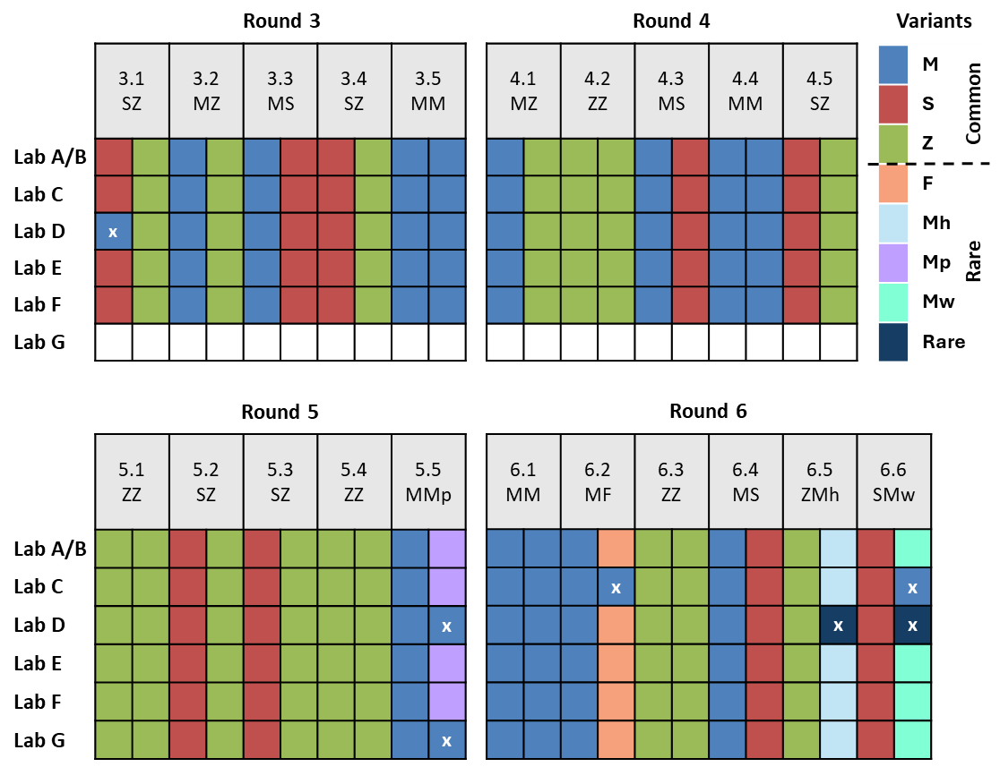 Round 3
Round 4
Variants
3.1 3.2 3.3 3.4 3.5
SZ MZ MS SZ MM
4.1 4.2 4.3 4.4 4.5
MZ ZZ MS MM SZ
M
S
Z
Common
F
Mh
Mp
Mw
Rare
Rare
Lab A/B
Lab C
Lab D x
Lab E
Lab F
Lab G
Round 5
Round 6
5.1 5.2 5.3 5.4 5.5
ZZ SZ SZ ZZ MMp
6.1 6.2 6.3 6.4 6.5 6.6
MM MF ZZ MS ZMh SMw
Lab A/B
Lab C x x
Lab D x x x
Lab E
Lab F
Lab G x